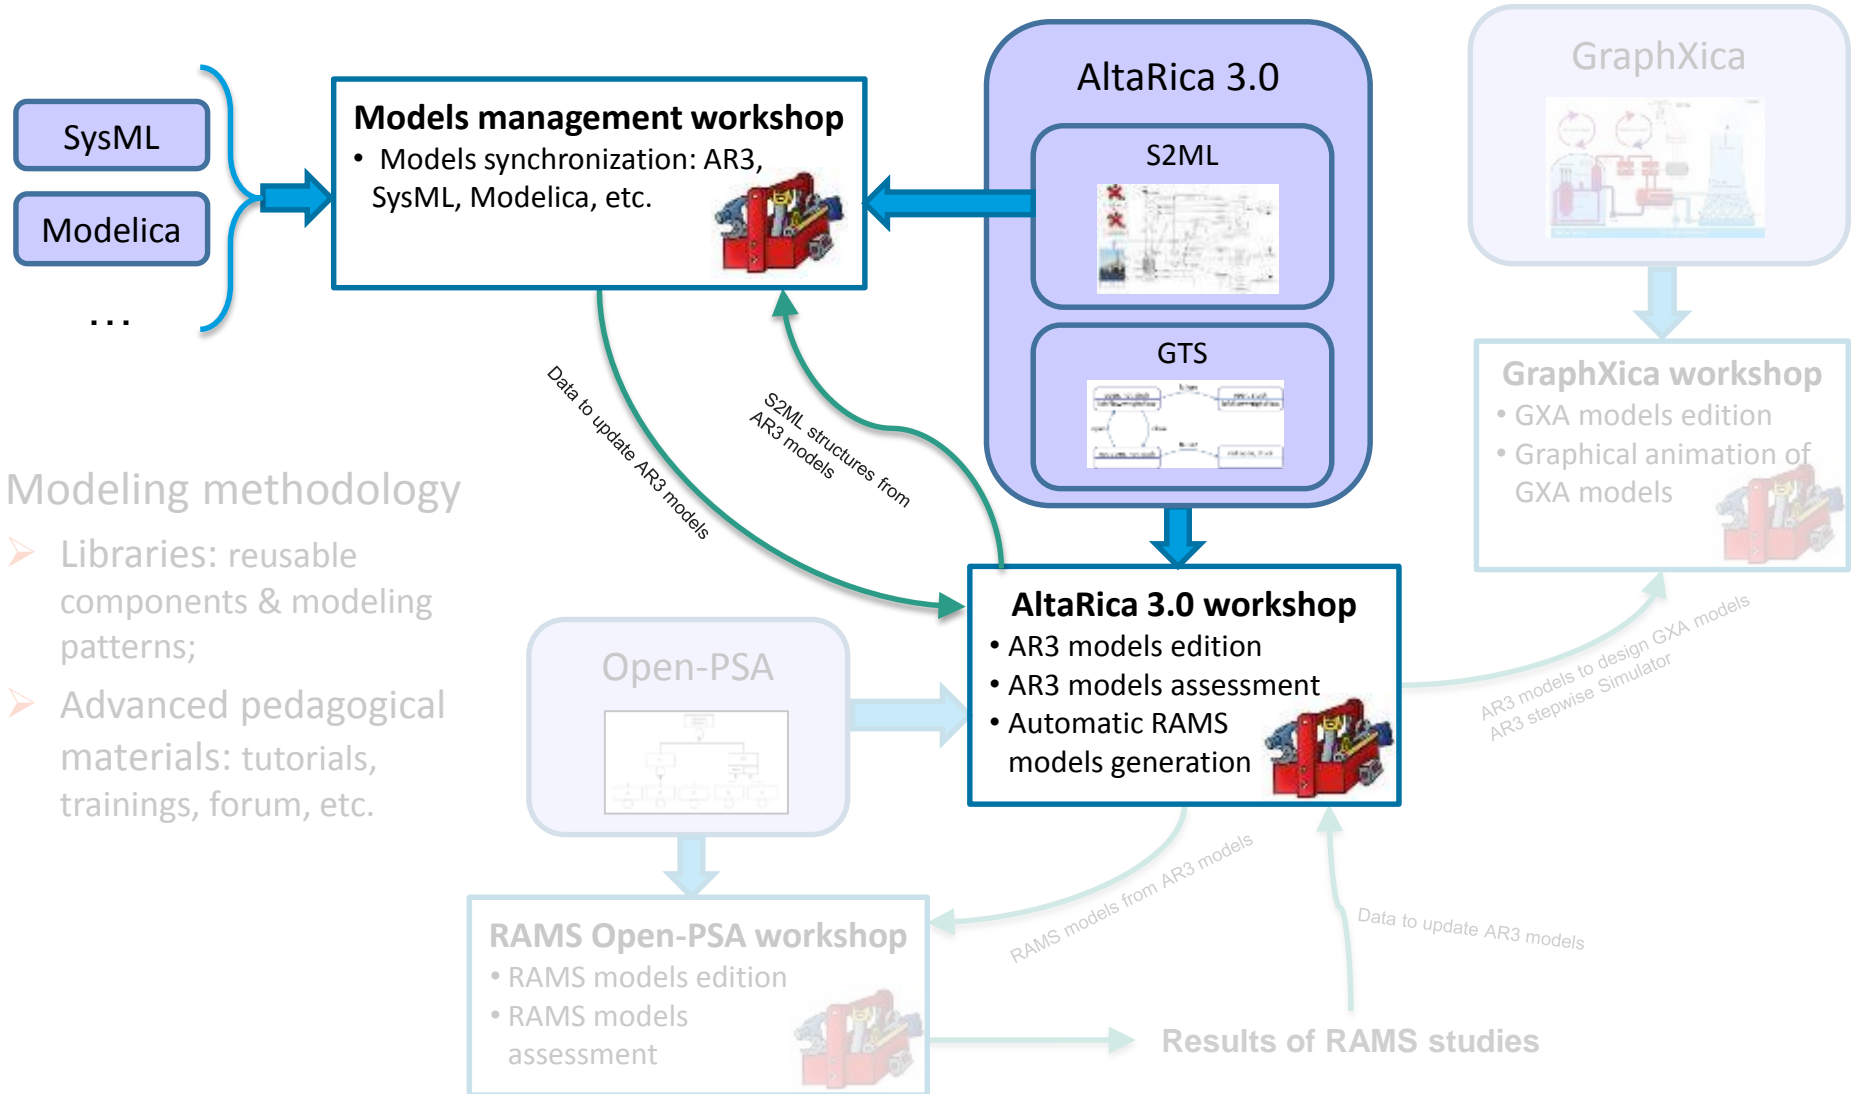 SysML
Modelica
...
Models management workshop
• Models synchronization: AR3,
SysML, Modelica, etc.
AltaRica 3.0
S2ML
GTS
GraphXica
GraphXica workshop
• GXA models edition
• Graphical animation of
GXA models
Data to update AR3 models
S2ML structures from
AR3 models
Modeling methodology
Libraries: reusable
components & modeling
patterns;
Advanced pedagogical
materials: tutorials,
trainings, forum, etc.
Open-PSA
AltaRica 3.0 workshop
• AR3 models edition
• AR3 models assessment
• Automatic RAMS
models generation
AR3 models to design GXA models
AR3 stepwise Simulator
RAMS models from AR3 models
Data to update AR3 models
RAMS Open-PSA workshop
• RAMS models edition
• RAMS models
assessment
Results of RAMS studies